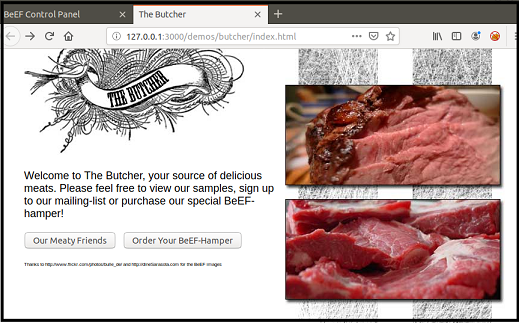 BeEF Control Panel
The Butcher
127.0.0.1:3000/demos/butcher/index.html
THE BUTCHER
Welcome to The Butcher, your source of delicious
meats. Please feel free to view our samples, sign up
to our mailing-list or purchase our special BeEF-
hamper!
Our Meaty Friends
Order Your BeEF-Hamper
Thanks to http://www.flickr.com/photos/bulle_de/ and http://dinefiarasola.com for the BeEF images